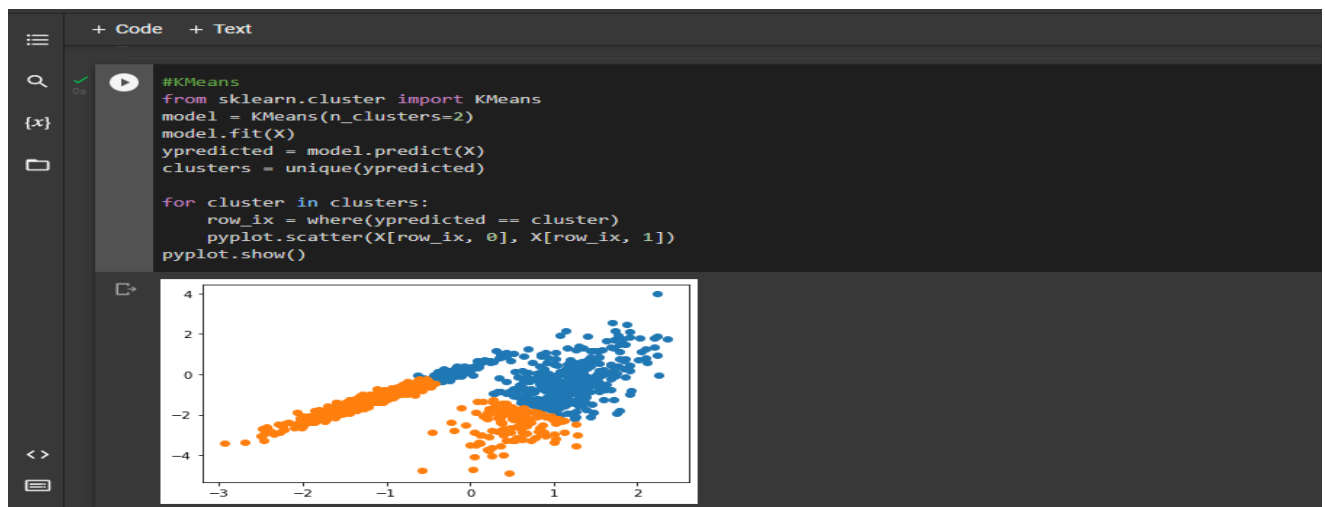 + Code + Text
0s
{x}
#KMeans
from sklearn.cluster import KMeans
model = KMeans(n_clusters=2)
model.fit(X)
ypredicted = model.predict(X)
clusters = unique(ypredicted)
for cluster in clusters:
    row_ix = where(ypredicted == cluster)
    pyplot.scatter(X[row_ix, 0], X[row_ix, 1])
pyplot.show()
4
2
0
−2
−4
−3 −2 −1 0 1 2
<>